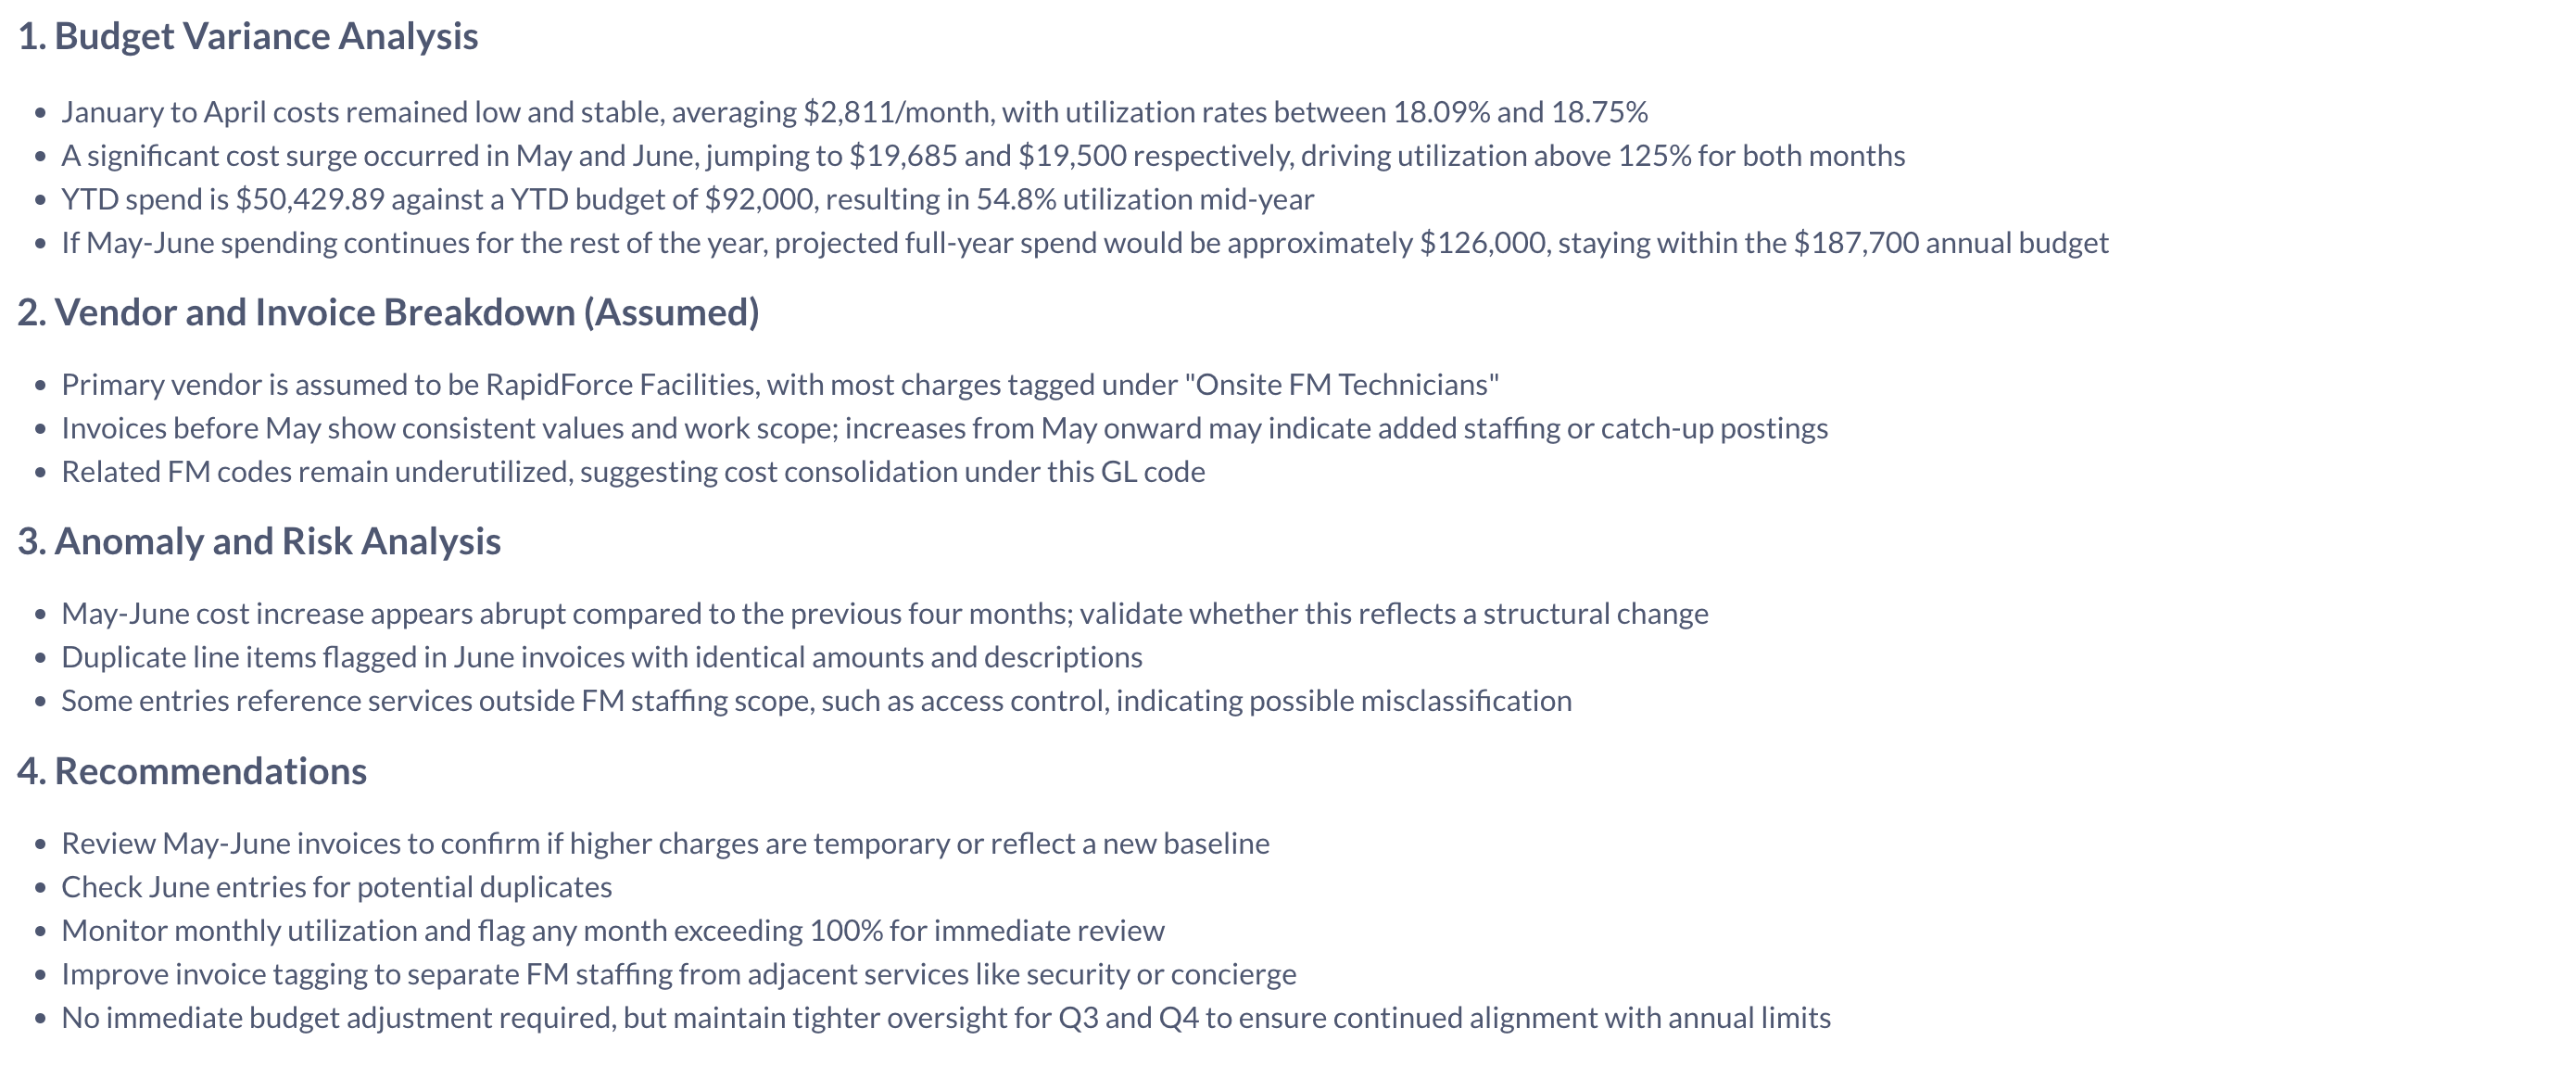 1. Budget Variance Analysis
• January to April costs remained low and stable, averaging $2,811/month, with utilization rates between 18.09% and 18.75%
• A significant cost surge occurred in May and June, jumping to $19,685 and $19,500 respectively, driving utilization above 125% for both months
• YTD spend is $50,429.89 against a YTD budget of $92,000, resulting in 54.8% utilization mid-year
• If May-June spending continues for the rest of the year, projected full-year spend would be approximately $126,000, staying within the $187,700 annual budget
2. Vendor and Invoice Breakdown (Assumed)
• Primary vendor is assumed to be RapidForce Facilities, with most charges tagged under "Onsite FM Technicians"
• Invoices before May show consistent values and work scope; increases from May onward may indicate added staffing or catch-up postings
• Related FM codes remain underutilized, suggesting cost consolidation under this GL code
3. Anomaly and Risk Analysis
• May-June cost increase appears abrupt compared to the previous four months; validate whether this reflects a structural change
• Duplicate line items flagged in June invoices with identical amounts and descriptions
• Some entries reference services outside FM staffing scope, such as access control, indicating possible misclassification
4. Recommendations
• Review May-June invoices to confirm if higher charges are temporary or reflect a new baseline
• Check June entries for potential duplicates
• Monitor monthly utilization and flag any month exceeding 100% for immediate review
• Improve invoice tagging to separate FM staffing from adjacent services like security or concierge
• No immediate budget adjustment required, but maintain tighter oversight for Q3 and Q4 to ensure continued alignment with annual limits